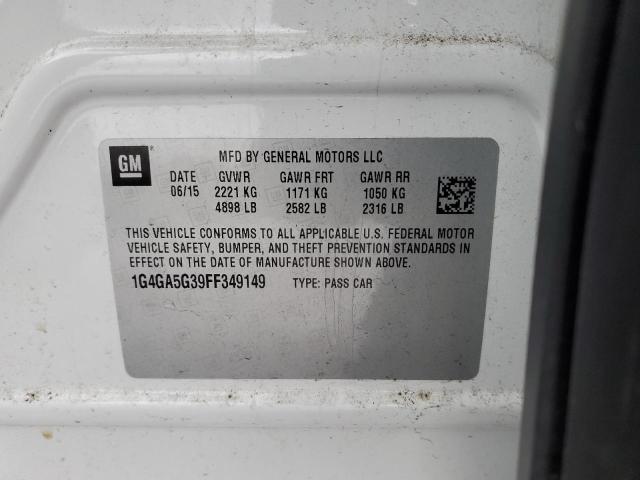 GM
MFD BY GENERAL MOTORS LLC
DATE GVWR GAWR FRT GAWR RR
06/15 2221 KG 1171 KG 1050 KG
4898 LB 2582 LB 2316 LB
THIS VEHICLE CONFORMS TO ALL APPLICABLE U.S. FEDERAL MOTOR
VEHICLE SAFETY, BUMPER, AND THEFT PREVENTION STANDARDS IN
EFFECT ON THE DATE OF MANUFACTURE SHOWN ABOVE.
1G4GA5G39FF349149 TYPE: PASS CAR